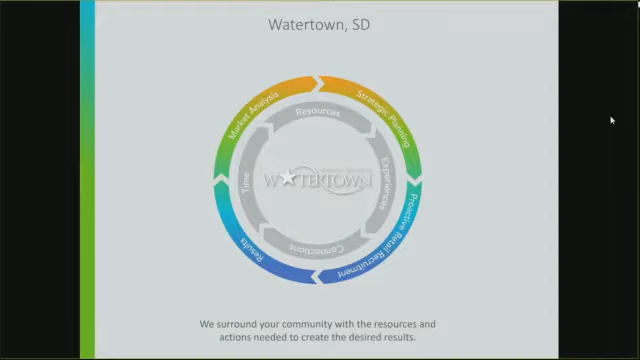 Watertown, SD
Market Analysis
Strategic Planning
Resources
Time
Experiences
WATERTOWN
Connections
Results
Proactive Retail Recruitment
We surround your community with the resources and
actions needed to create the desired results.